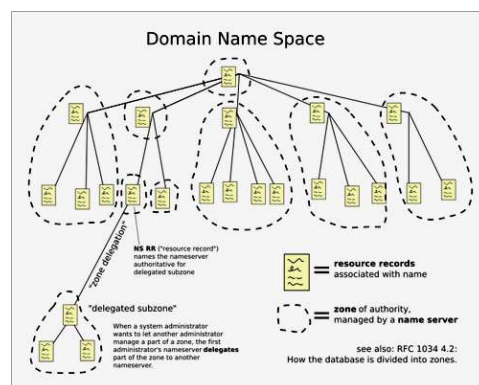 Domain Name Space
"zone delegation"
NS RR ("resource record")
names the nameserver
authoritative for
delegated subzone
"delegated subzone"
When a system administrator
wants to let another administrator
manage a part of a zone, the first
administrator's nameserver delegates
part of the zone to another
nameserver.
= resource records
associated with name
= zone of authority,
managed by a name server
see also: RFC 1034 4.2:
How the database is divided into zones.